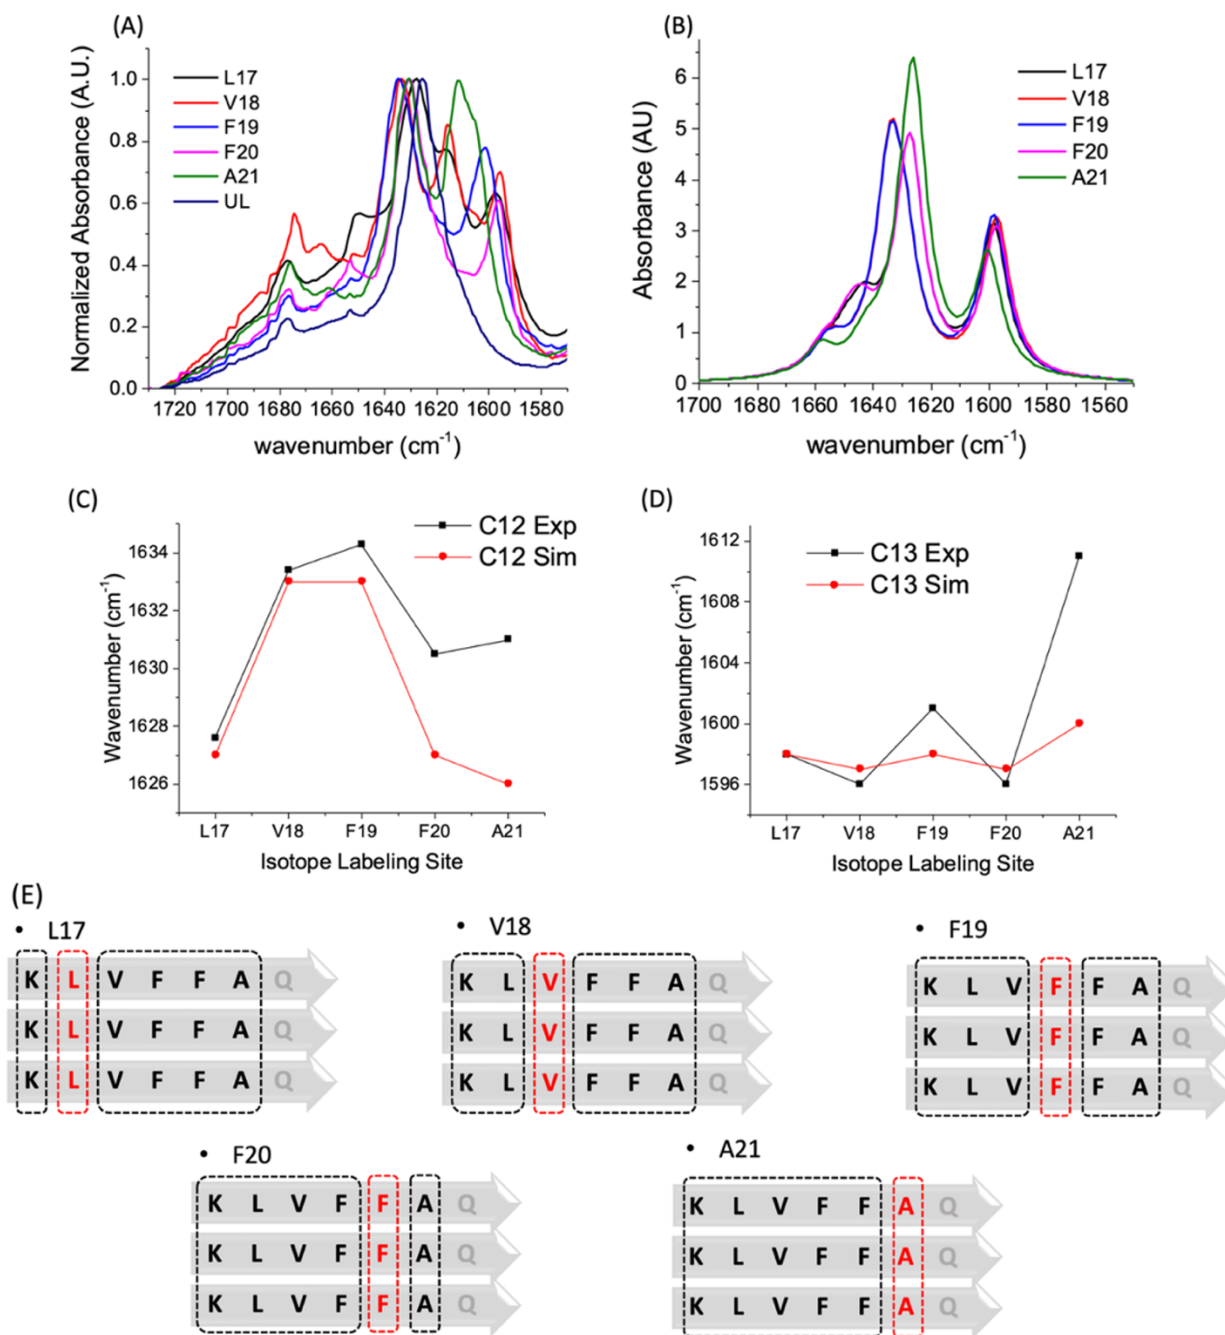 (A)
L17
V18
F19
F20
A21
UL
1.0
0.8
0.6
0.4
0.2
0.0
Normalized Absorbance (A.U.)
1720 1700 1680 1660 1640 1620 1600 1580
wavenumber (cm-1)
(B)
L17
V18
F19
F20
A21
6
5
4
3
2
1
0
Absorbance (AU)
1700 1680 1660 1640 1620 1600 1580 1560
wavenumber (cm-1)
(C)
C12 Exp
C12 Sim
1634
1632
1630
1628
1626
Wavenumber (cm-1)
L17 V18 F19 F20 A21
Isotope Labeling Site
(D)
C13 Exp
C13 Sim
1612
1608
1604
1600
1596
Wavenumber (cm-1)
L17 V18 F19 F20 A21
Isotope Labeling Site
(E)
• L17
K L V F F A Q
K L V F F A Q
K L V F F A Q
• V18
K L V F F A Q
K L V F F A Q
K L V F F A Q
• F19
K L V F F A Q
K L V F F A Q
K L V F F A Q
• F20
K L V F F A Q
K L V F F A Q
K L V F F A Q
• A21
K L V F F A Q
K L V F F A Q
K L V F F A Q